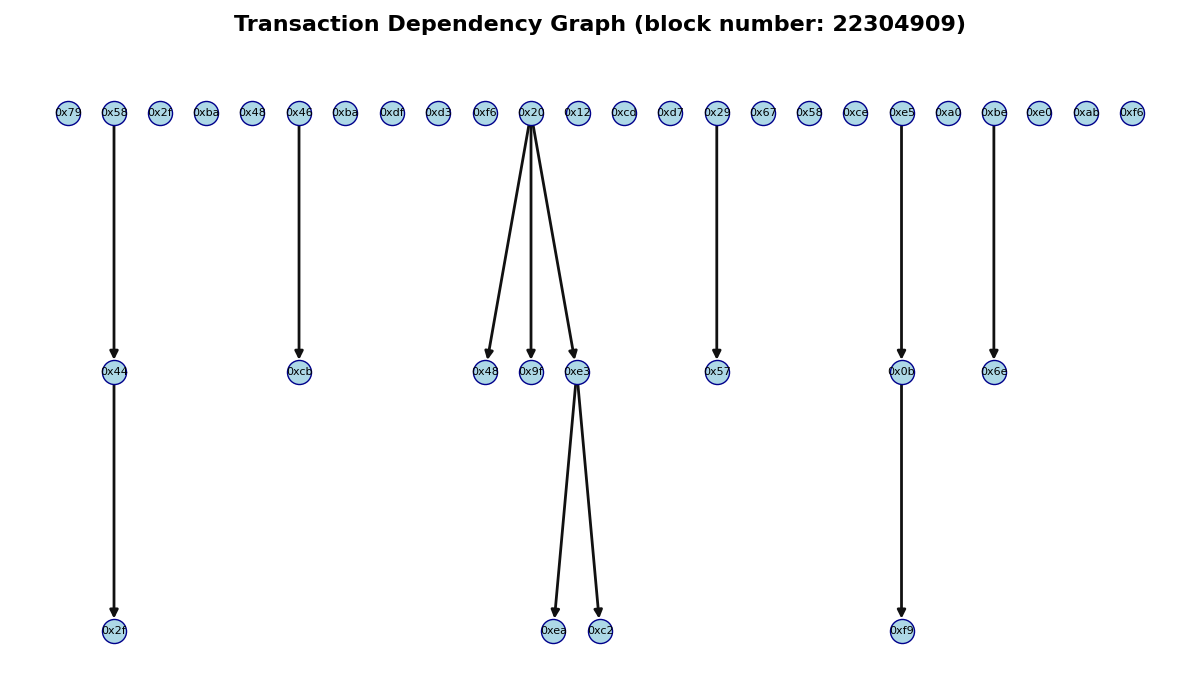 Transaction Dependency Graph (block number: 22304909)
0x79 0x58 0x2f 0xba 0x48 0x46 0xba 0xdf 0xd3 0xf6 0x20 0x12 0xcd 0xd7 0x29 0x67 0x58 0xce 0xe5 0xa0 0xbe 0xe0 0xab 0xf6
0x44 0xcb 0x48 0x9f 0xe3 0x57 0x0b 0x6e
0x2f 0xea 0xc2 0xf9